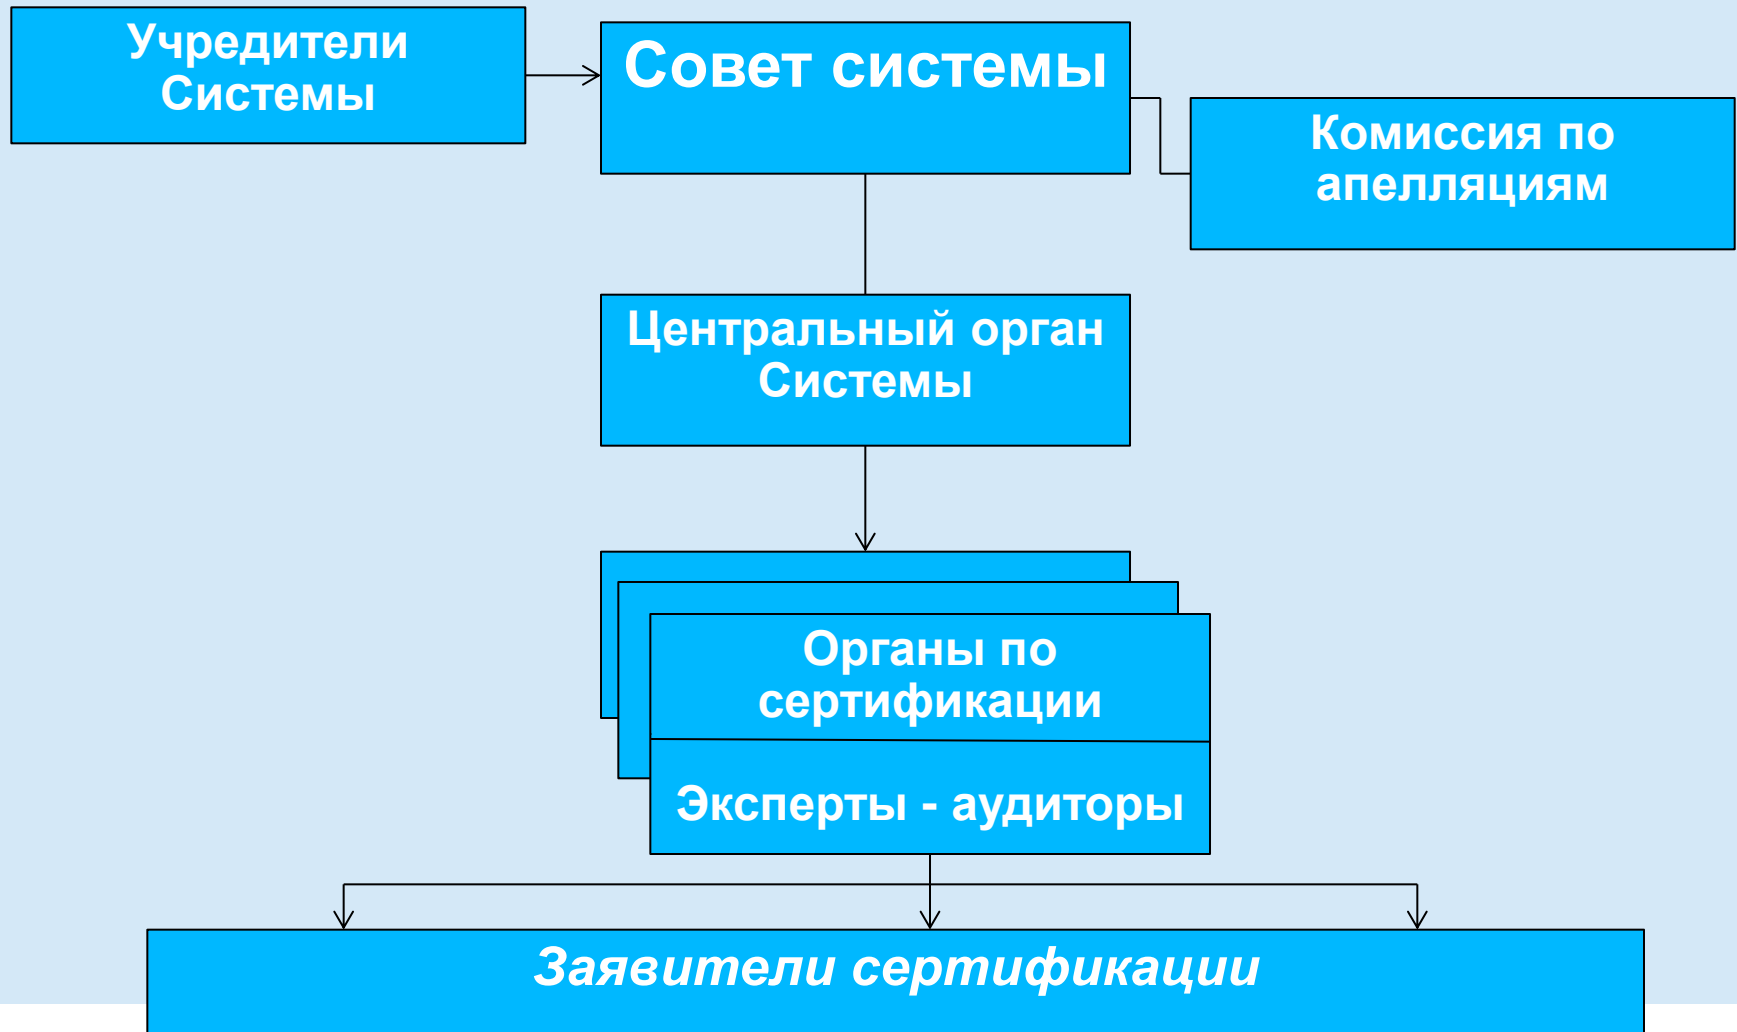 Учредители
Системы
Совет системы
Комиссия по
апелляциям
Центральный орган
Системы
Органы по
сертификации
Эксперты - аудиторы
Заявители сертификации